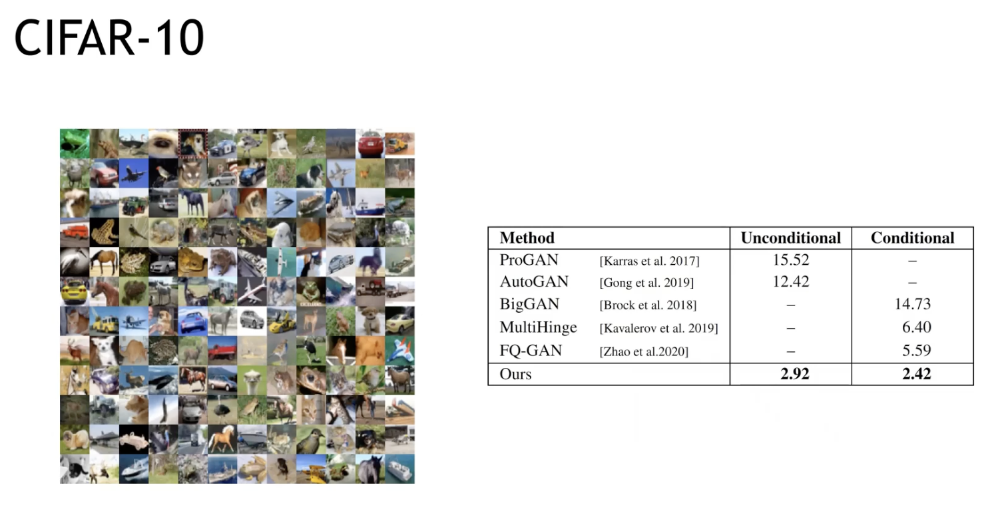 CIFAR-10
Method Unconditional Conditional
ProGAN [Karras et al. 2017] 15.52 –
AutoGAN [Gong et al. 2019] 12.42 –
BigGAN [Brock et al. 2018] – 14.73
MultiHinge [Kavalerov et al. 2019] – 6.40
FQ-GAN [Zhao et al.2020] – 5.59
Ours 2.92 2.42